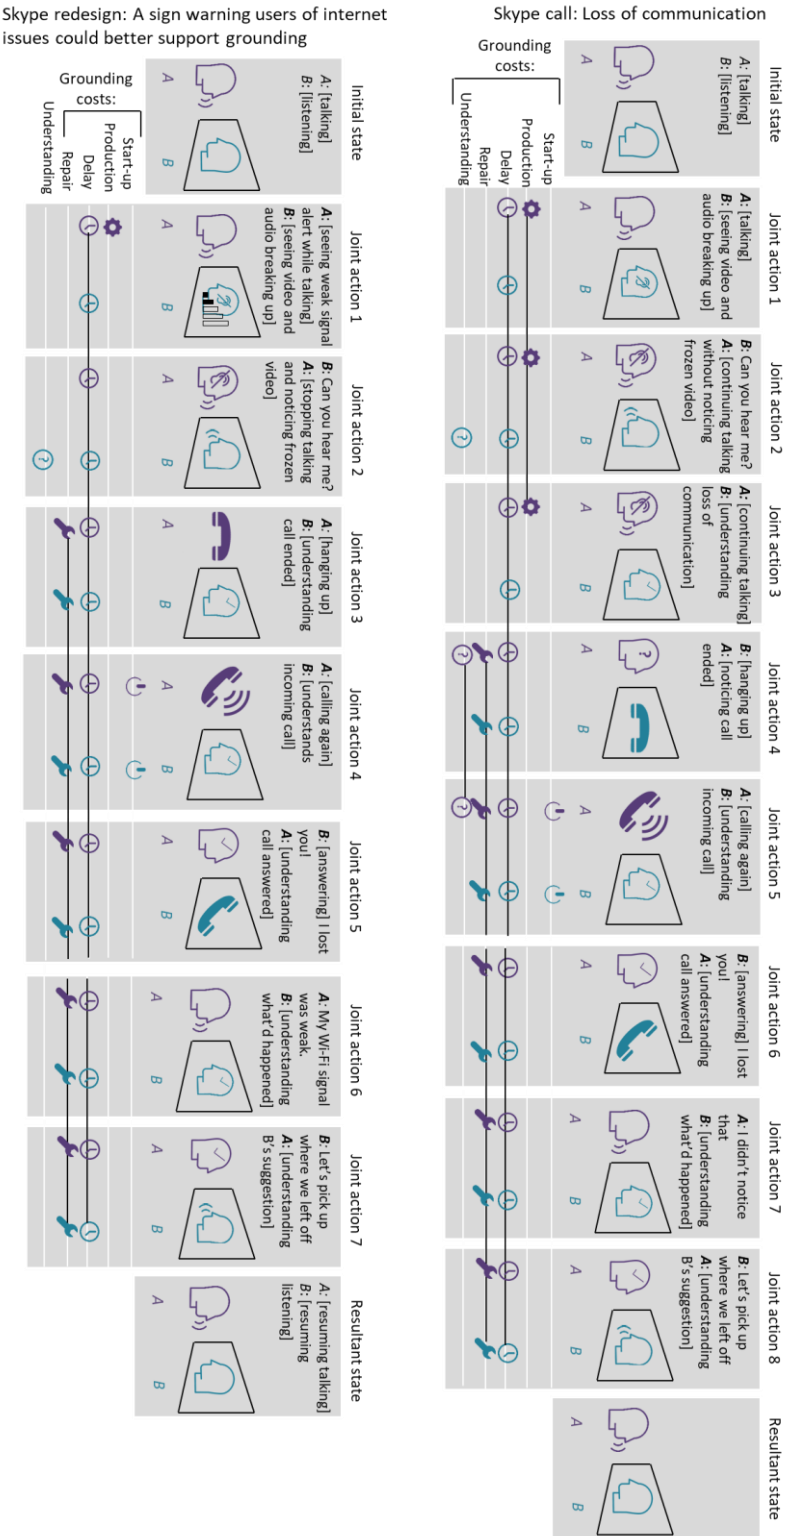 Skype redesign: A sign warning users of internet
issues could better support grounding
Initial state
A: [talking]
B: [listening]
A
B
Grounding
costs:
Start-up
Production
Delay
Repair
Understanding
Joint action 1
A: [seeing weak signal
alert while talking]
B: [seeing video and
audio breaking up]
A
B
Joint action 2
B: Can you hear me?
A: [stopping talking
and noticing frozen
video]
A
B
Joint action 3
A: [hanging up]
B: [understanding
call ended]
A
B
Joint action 4
A: [calling again]
B: [understands
incoming call]
A
B
Joint action 5
B: [answering] I lost
you!
A: [understanding
call answered]
A
B
Joint action 6
A: My Wi-Fi signal
was weak.
B: [understanding
what'd happened]
A
B
Joint action 7
B: Let's pick up
where we left off
A: [understanding
B's suggestion]
A
B
Resultant state
A: [resuming talking]
B: [resuming
listening]
A
B
Skype call: Loss of communication
Initial state
A: [talking]
B: [listening]
A
B
Grounding
costs:
Start-up
Production
Delay
Repair
Understanding
Joint action 1
A: [talking]
B: [seeing video and
audio breaking up]
A
B
Joint action 2
B: Can you hear me?
A: [continuing talking
without noticing
frozen video]
A
B
Joint action 3
A: [continuing talking]
B: [understanding
loss of
communication]
A
B
Joint action 4
B: [hanging up]
A: [noticing call
ended]
A
B
Joint action 5
A: [calling again]
B: [understanding
incoming call]
A
B
Joint action 6
B: [answering] I lost
you!
A: [understanding
call answered]
A
B
Joint action 7
A: I didn't notice
that
B: [understanding
what'd happened]
A
B
Joint action 8
B: Let's pick up
where we left off
A: [understanding
B's suggestion]
A
B
Resultant state
A
B